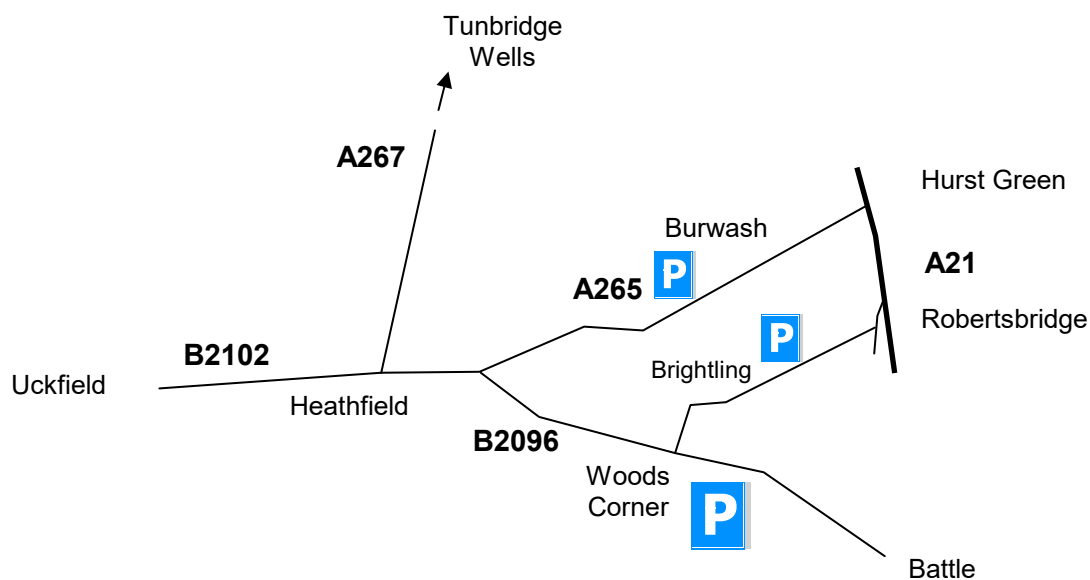 Tunbridge
Wells
A267
Hurst Green
Burwash
P
A265
A21
P
Robertsbridge
B2102
Brightling
Uckfield
Heathfield
B2096
Woods
Corner
P
Battle